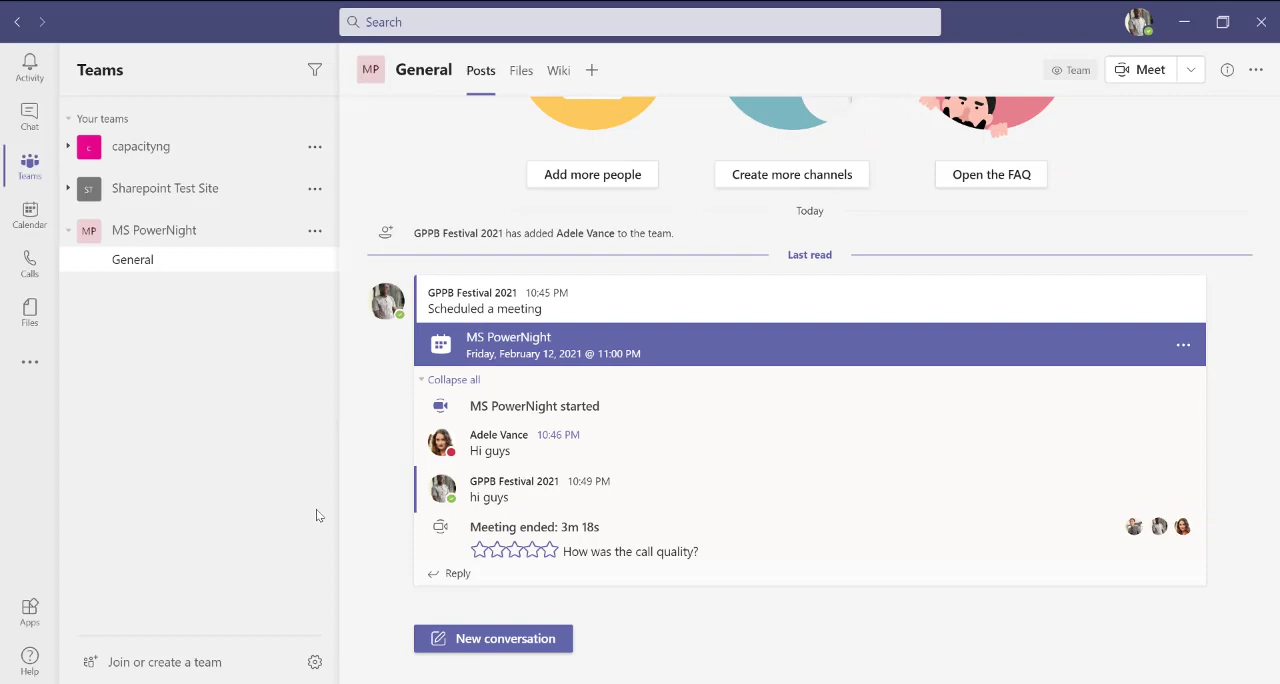 Search
Activity
Chat
Teams
Calendar
Calls
Files
Apps
Help
Teams
Your teams
c capacityng
ST Sharepoint Test Site
MP MS PowerNight
General
Join or create a team
MP General Posts Files Wiki Team Meet
Add more people Create more channels Open the FAQ
Today
GPPB Festival 2021 has added Adele Vance to the team.
Last read
GPPB Festival 2021 10:45 PM
Scheduled a meeting
MS PowerNight
Friday, February 12, 2021 @ 11:00 PM
Collapse all
MS PowerNight started
Adele Vance 10:46 PM
Hi guys
GPPB Festival 2021 10:49 PM
hi guys
Meeting ended: 3m 18s
How was the call quality?
Reply
New conversation